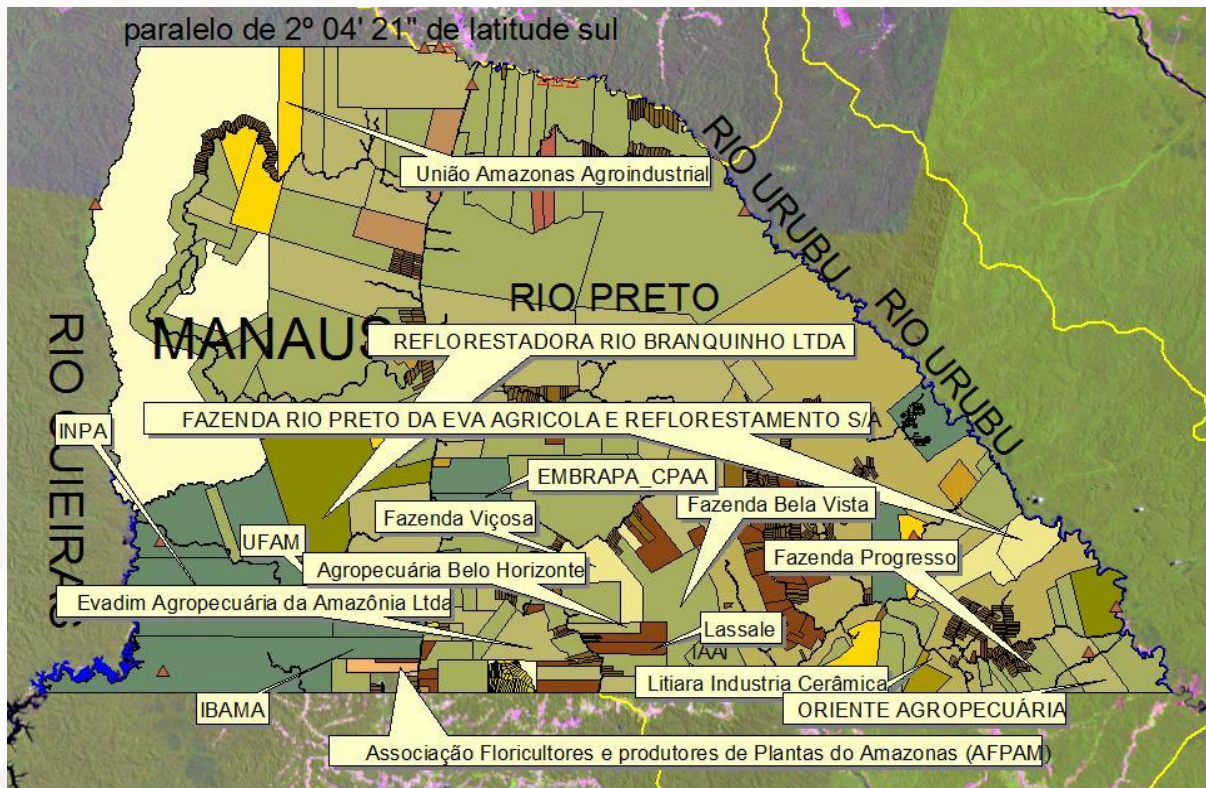 paralelo de 2º 04' 21" de latitude sul
União Amazonas Agroindustrial
RIO URUBU
RIO URUBU
RIO PRETO
MANAUS
REFLORESTADORA RIO BRANQUINHO LTDA
RIO CUIEIRAS
FAZENDA RIO PRETO DA EVA AGRICOLA E REFLORESTAMENTO S/A
INPA
EMBRAPA_CPAA
Fazenda Bela Vista
Fazenda Viçosa
UFAM
Fazenda Progresso
Agropecuária Belo Horizonte
Evadim Agropecuária da Amazônia Ltda
Lassale
Litiara Industria Cerâmica
IBAMA
ORIENTE AGROPECUÁRIA
Associação Floricultores e produtores de Plantas do Amazonas (AFPAM)